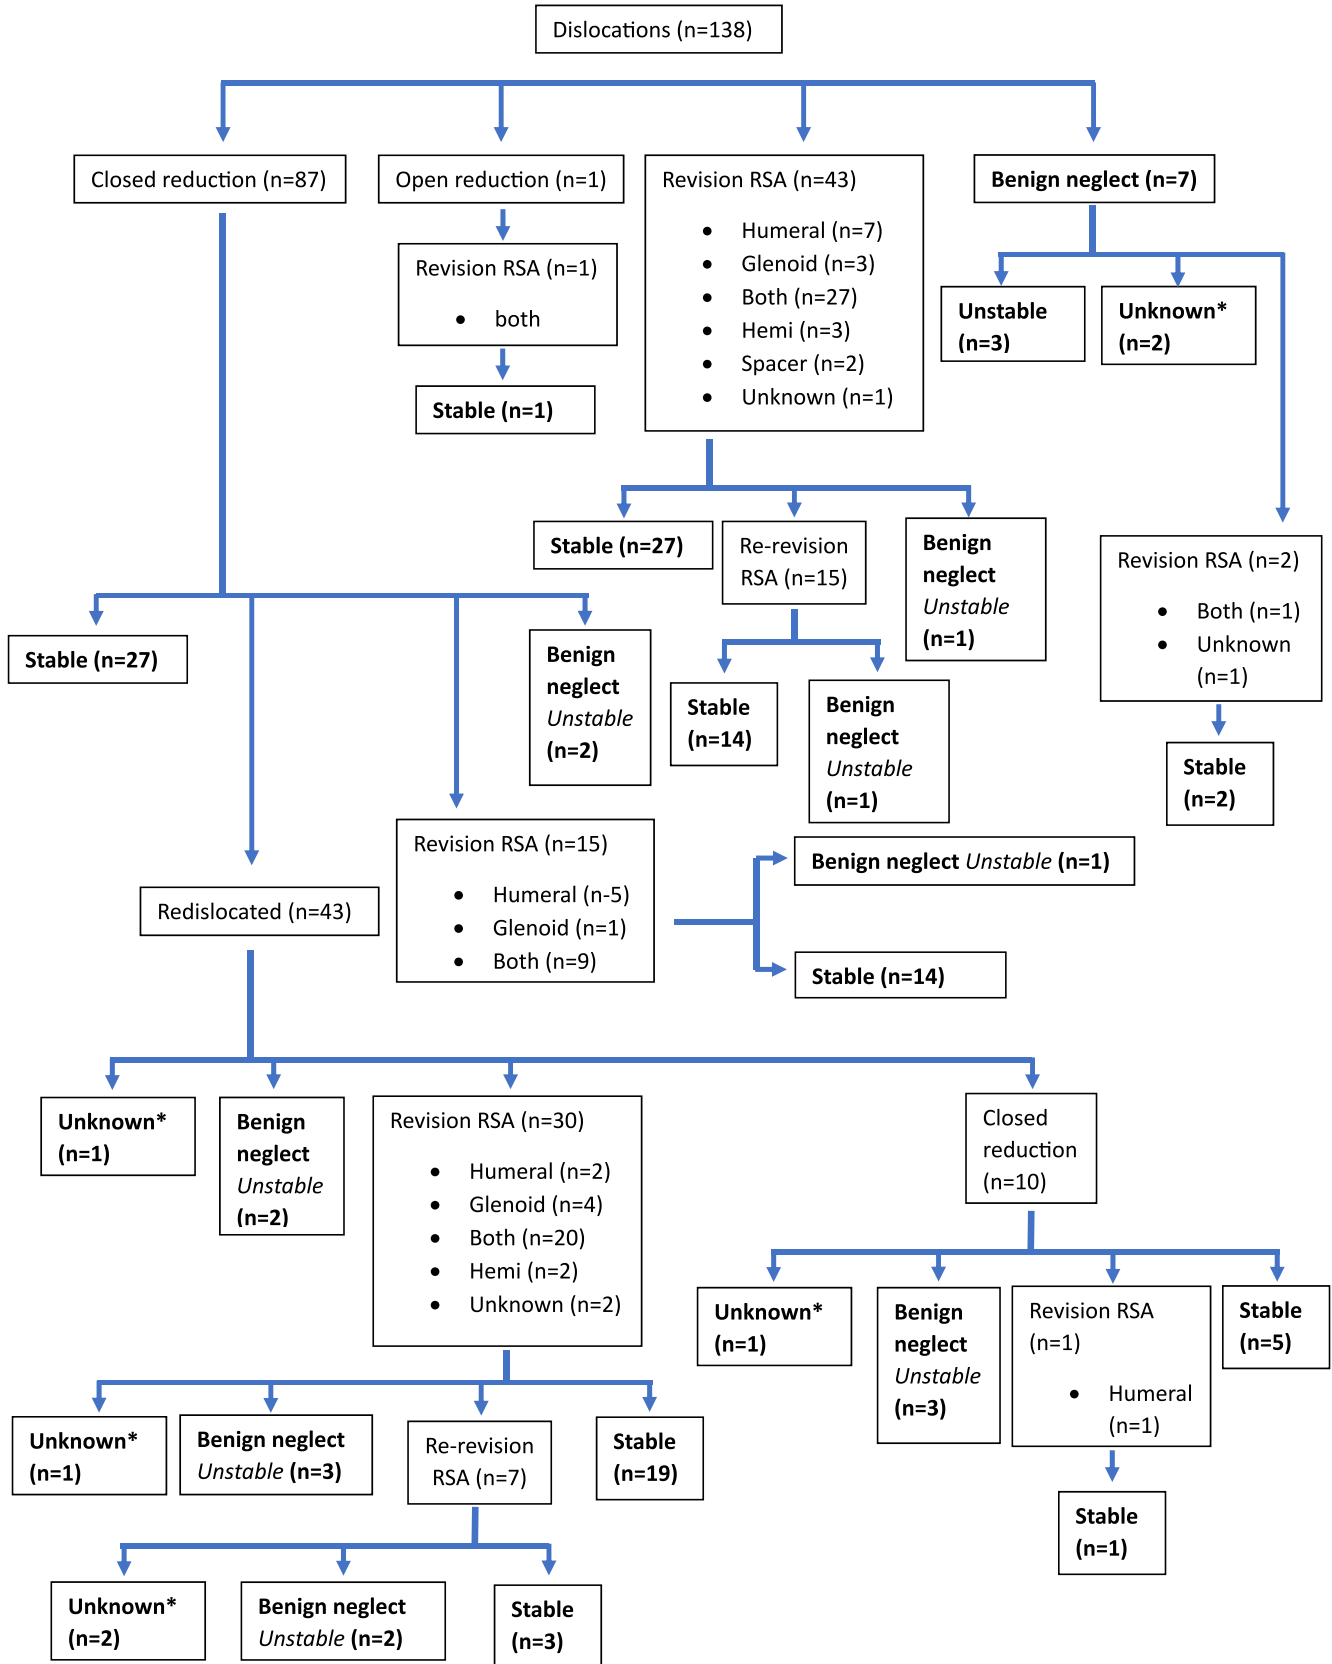 Dislocations (n=138)
Closed reduction (n=87)
Open reduction (n=1)
Revision RSA (n=1)
• both
Stable (n=1)
Revision RSA (n=43)
• Humeral (n=7)
• Glenoid (n=3)
• Both (n=27)
• Hemi (n=3)
• Spacer (n=2)
• Unknown (n=1)
Benign neglect (n=7)
Unstable
(n=3)
Unknown*
(n=2)
Stable (n=27)
Re-revision
RSA (n=15)
Benign
neglect
Unstable
(n=1)
Revision RSA (n=2)
• Both (n=1)
• Unknown
(n=1)
Stable
(n=2)
Stable
(n=14)
Benign
neglect
Unstable
(n=1)
Stable (n=27)
Benign
neglect
Unstable
(n=2)
Redislocated (n=43)
Revision RSA (n=15)
• Humeral (n-5)
• Glenoid (n=1)
• Both (n=9)
Benign neglect Unstable (n=1)
Stable (n=14)
Unknown*
(n=1)
Benign
neglect
Unstable
(n=2)
Revision RSA (n=30)
• Humeral (n=2)
• Glenoid (n=4)
• Both (n=20)
• Hemi (n=2)
• Unknown (n=2)
Closed
reduction
(n=10)
Unknown*
(n=1)
Benign
neglect
Unstable
(n=3)
Revision RSA
(n=1)
• Humeral
(n=1)
Stable
(n=5)
Stable
(n=1)
Unknown*
(n=1)
Benign neglect
Unstable (n=3)
Re-revision
RSA (n=7)
Stable
(n=19)
Unknown*
(n=2)
Benign neglect
Unstable (n=2)
Stable
(n=3)